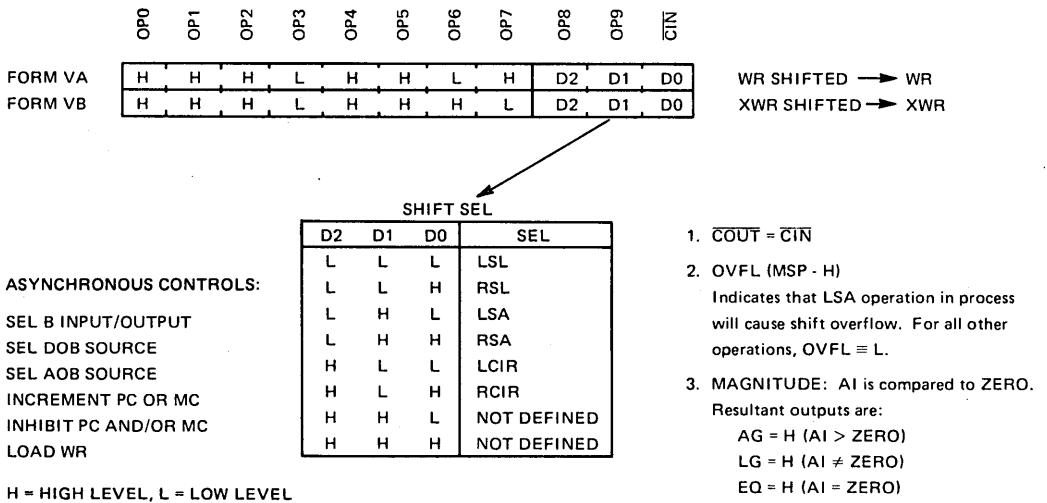 OP0 OP1 OP2 OP3 OP4 OP5 OP6 OP7 OP8 OP9 C̅I̅N̅
FORM VA H H H L H H L H D2 D1 D0 WR SHIFTED → WR
FORM VB H H H L H H H L D2 D1 D0 XWR SHIFTED → XWR
SHIFT SEL
D2 D1 D0 SEL
L L L LSL
L L H RSL
L H L LSA
L H H RSA
H L L LCIR
H L H RCIR
H H L NOT DEFINED
H H H NOT DEFINED
ASYNCHRONOUS CONTROLS:
SEL B INPUT/OUTPUT
SEL DOB SOURCE
SEL AOB SOURCE
INCREMENT PC OR MC
INHIBIT PC AND/OR MC
LOAD WR
H = HIGH LEVEL, L = LOW LEVEL
1. C̅O̅U̅T̅ = C̅I̅N̅
2. OVFL (MSP - H)
Indicates that LSA operation in process
will cause shift overflow. For all other
operations, OVFL ≡ L.
3. MAGNITUDE: AI is compared to ZERO.
Resultant outputs are:
AG = H (AI > ZERO)
LG = H (AI ≠ ZERO)
EQ = H (AI = ZERO)